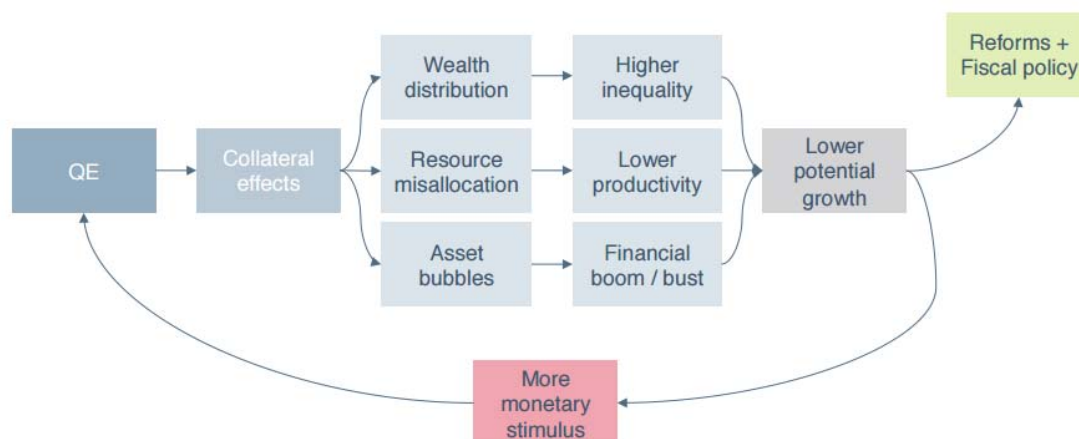 QE
Collateral
effects
Wealth
distribution
Resource
misallocation
Asset
bubbles
Higher
inequality
Lower
productivity
Financial
boom / bust
Lower
potential
growth
Reforms +
Fiscal policy
More
monetary
stimulus